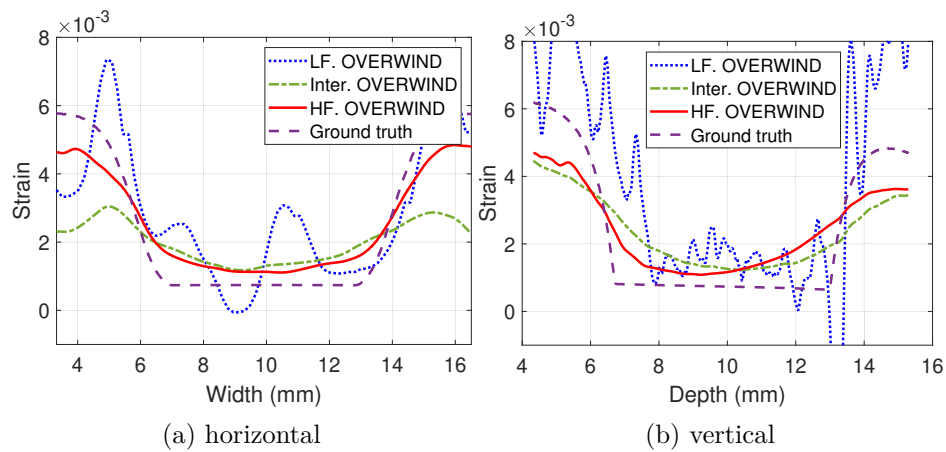 ×10⁻³
8
6
4
2
0
Strain
4 6 8 10 12 14 16
Width (mm)
LF. OVERWIND
Inter. OVERWIND
HF. OVERWIND
Ground truth
(a) horizontal
×10⁻³
8
6
4
2
0
Strain
4 6 8 10 12 14 16
Depth (mm)
LF. OVERWIND
Inter. OVERWIND
HF. OVERWIND
Ground truth
(b) vertical